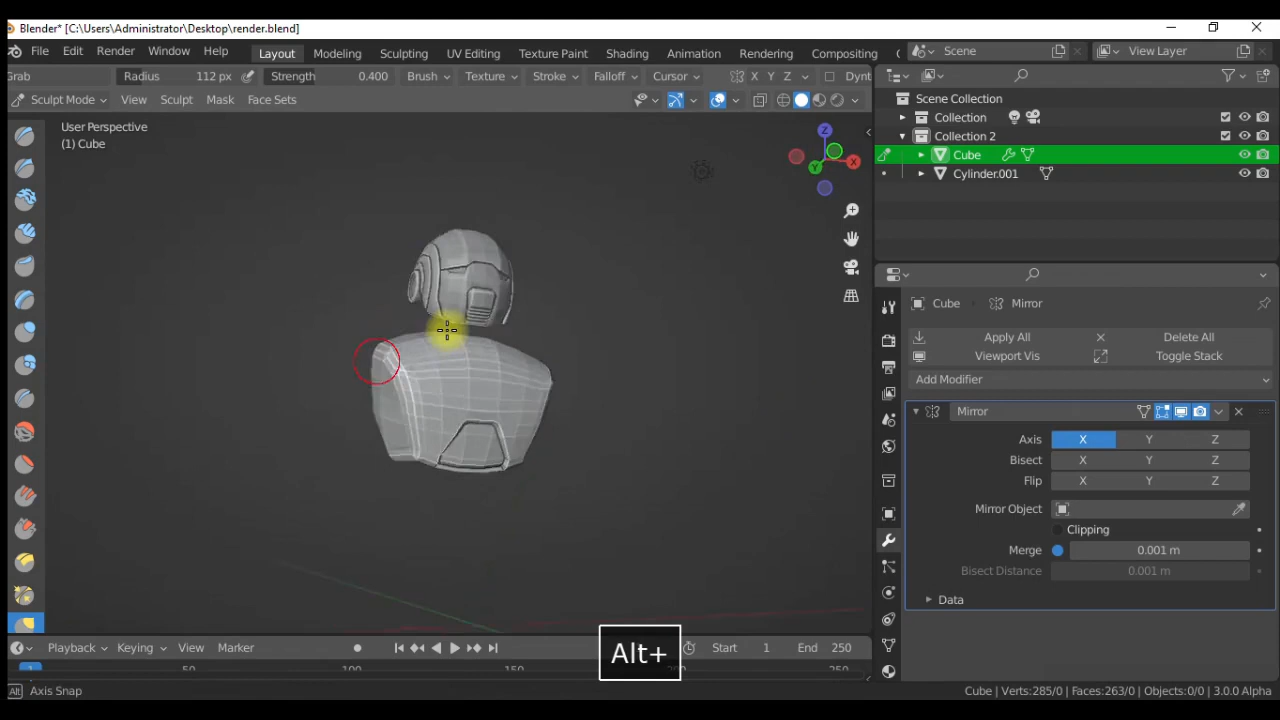 Blender* [C:\Users\Administrator\Desktop\render.blend]
File Edit Render Window Help Layout Modeling Sculpting UV Editing Texture Paint Shading Animation Rendering Compositing Scene View Layer
Grab Radius 112 px Strength 0.400 Brush Texture Stroke Falloff Cursor X Y Z Dynt
Sculpt Mode View Sculpt Mask Face Sets
User Perspective
(1) Cube
Z
X
Y
Scene Collection
Collection
Collection 2
Cube
Cylinder.001
Cube Mirror
Apply All Delete All
Viewport Vis Toggle Stack
Add Modifier
Mirror
Axis X Y Z
Bisect X Y Z
Flip X Y Z
Mirror Object
Clipping
Merge 0.001 m
Bisect Distance 0.001 m
Data
Alt+
Playback Keying View Marker Start 1 End 250
1 50 100 150 200 250
Alt Axis Snap Cube | Verts:285/0 | Faces:263/0 | Objects:0/0 | 3.0.0 Alpha